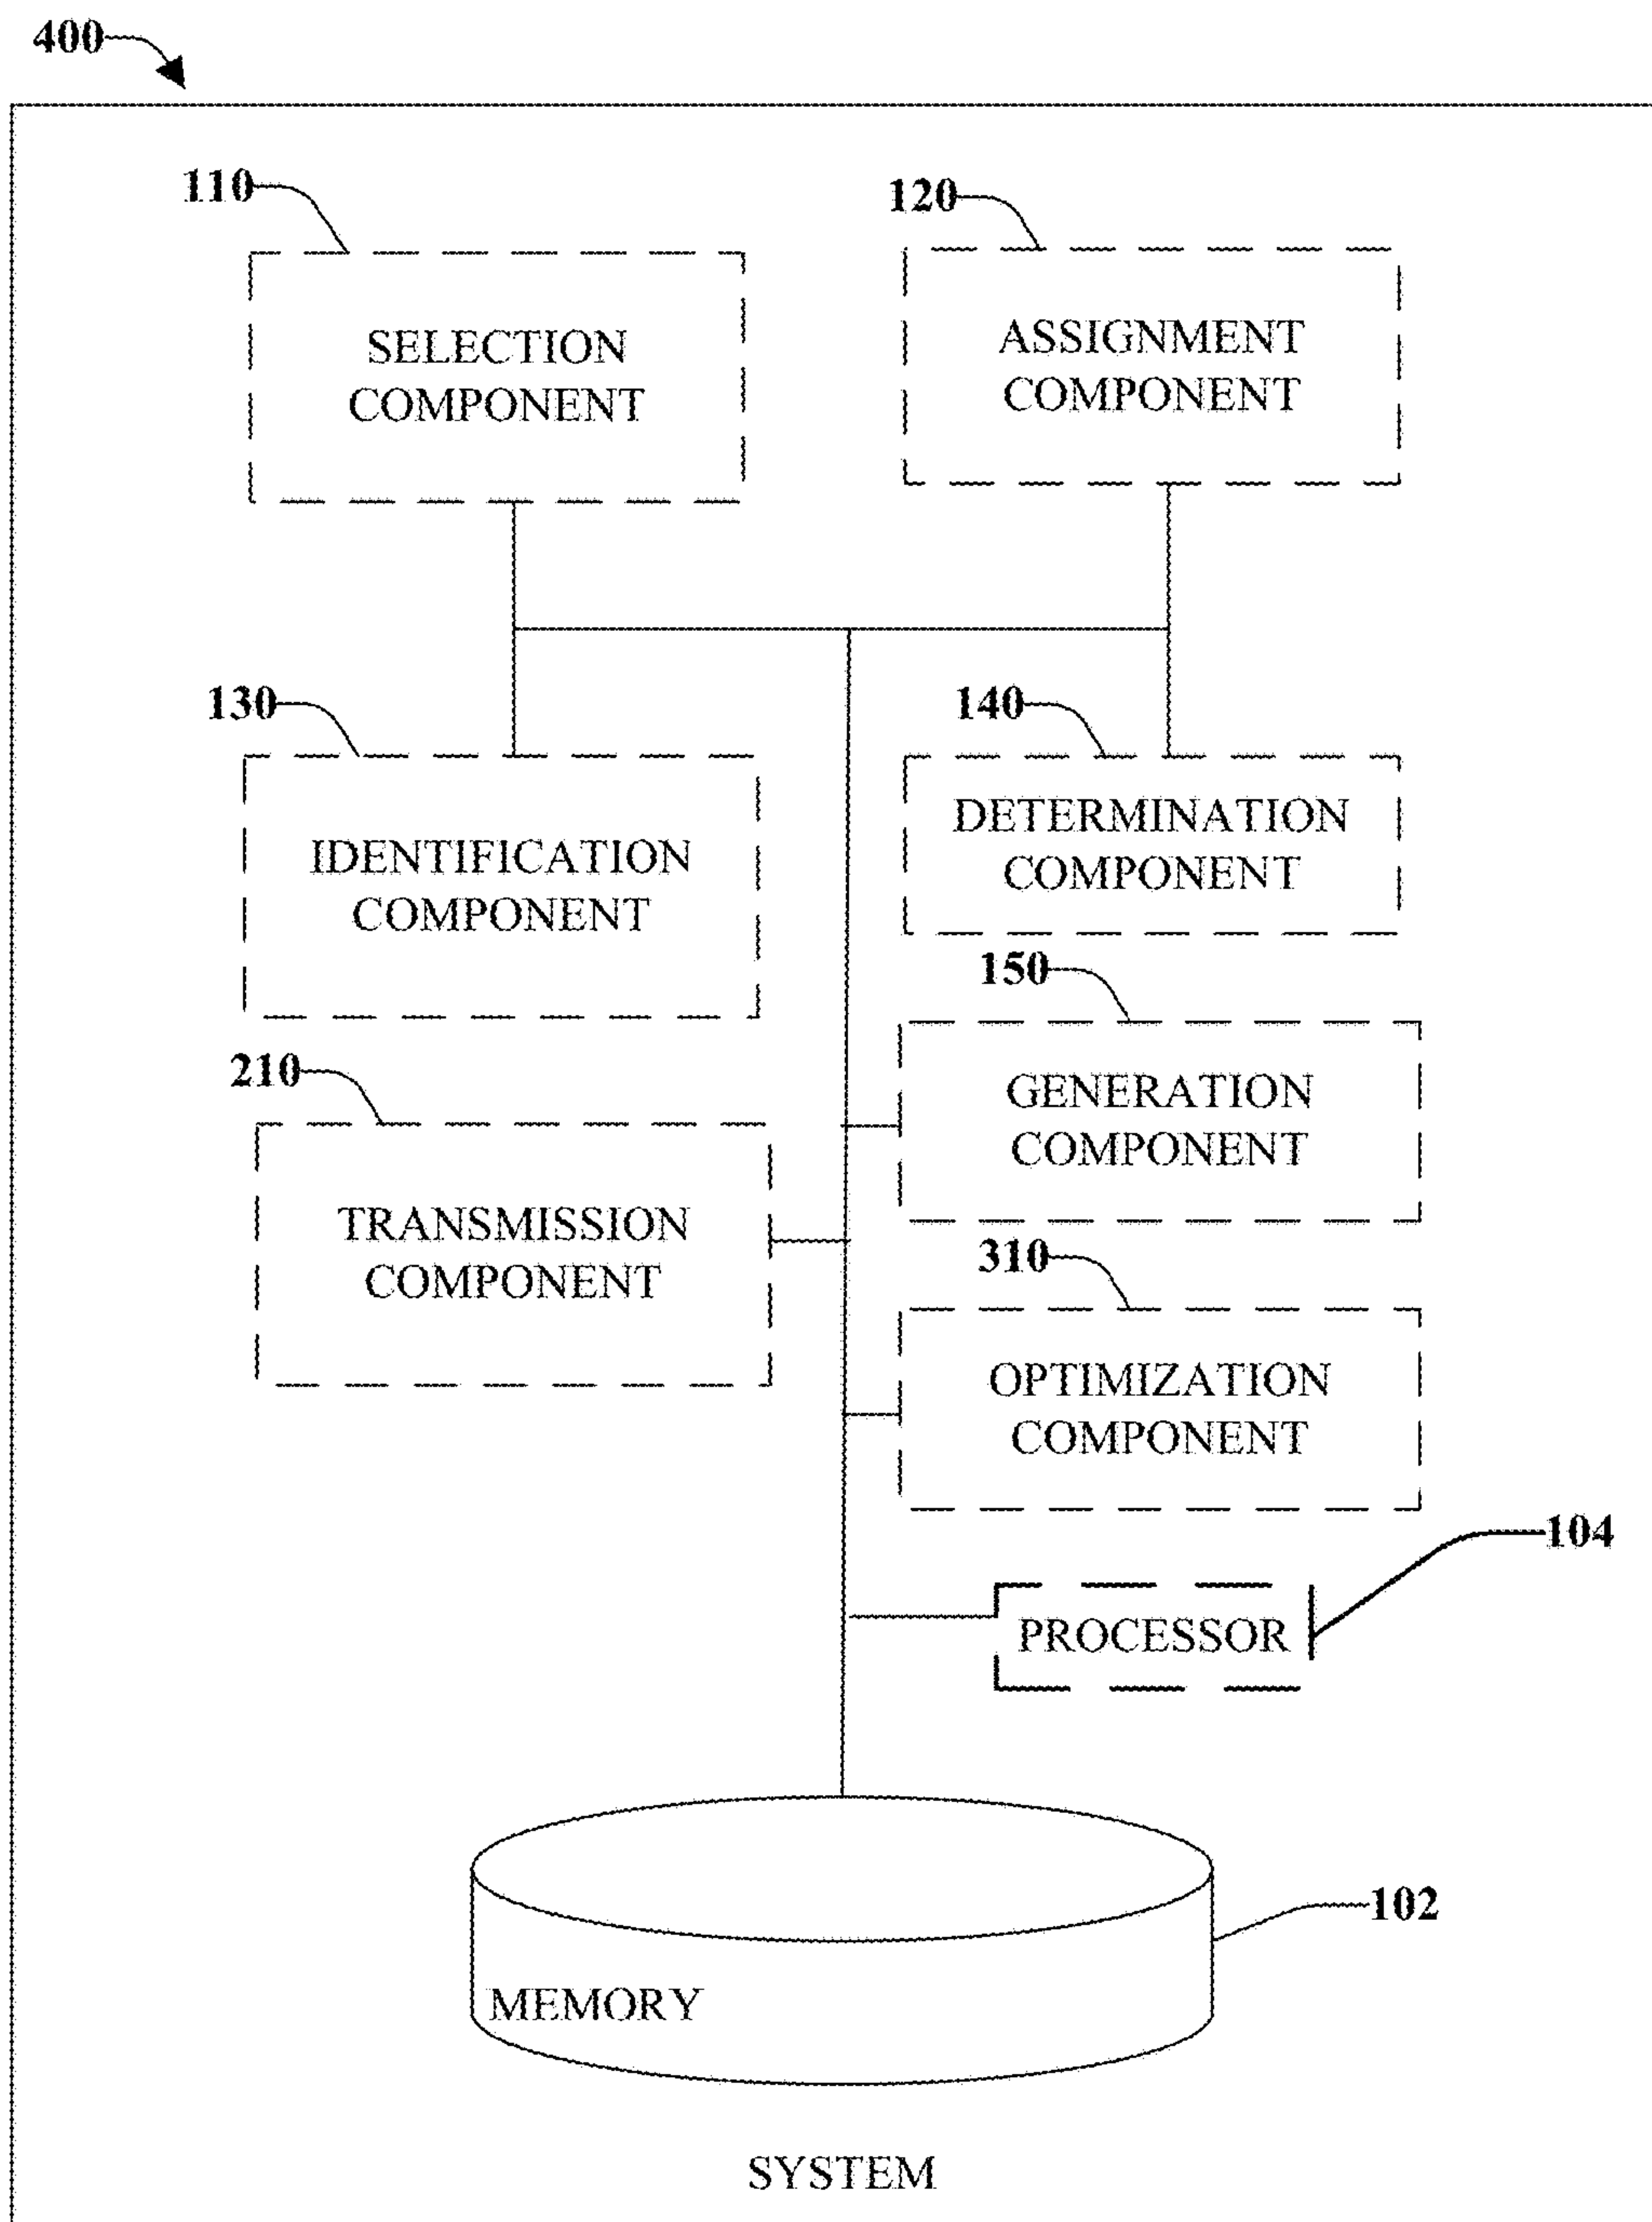 400
110
120
SELECTION
COMPONENT
ASSIGNMENT
COMPONENT
130
140
IDENTIFICATION
COMPONENT
DETERMINATION
COMPONENT
150
210
GENERATION
COMPONENT
TRANSMISSION
COMPONENT
310
OPTIMIZATION
COMPONENT
104
PROCESSOR
102
MEMORY
SYSTEM